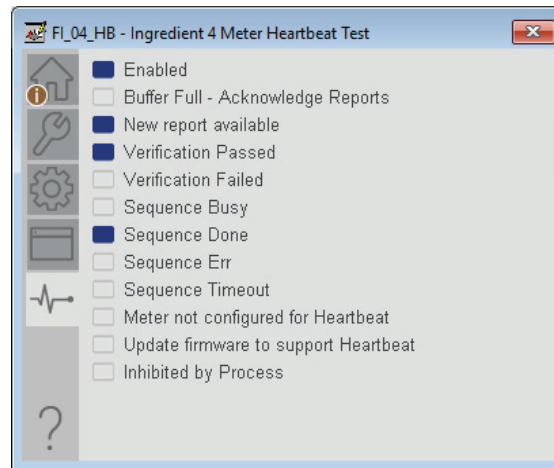 FI_04_HB - Ingredient 4 Meter Heartbeat Test
Enabled
Buffer Full - Acknowledge Reports
New report available
Verification Passed
Verification Failed
Sequence Busy
Sequence Done
Sequence Err
Sequence Timeout
Meter not configured for Heartbeat
Update firmware to support Heartbeat
Inhibited by Process